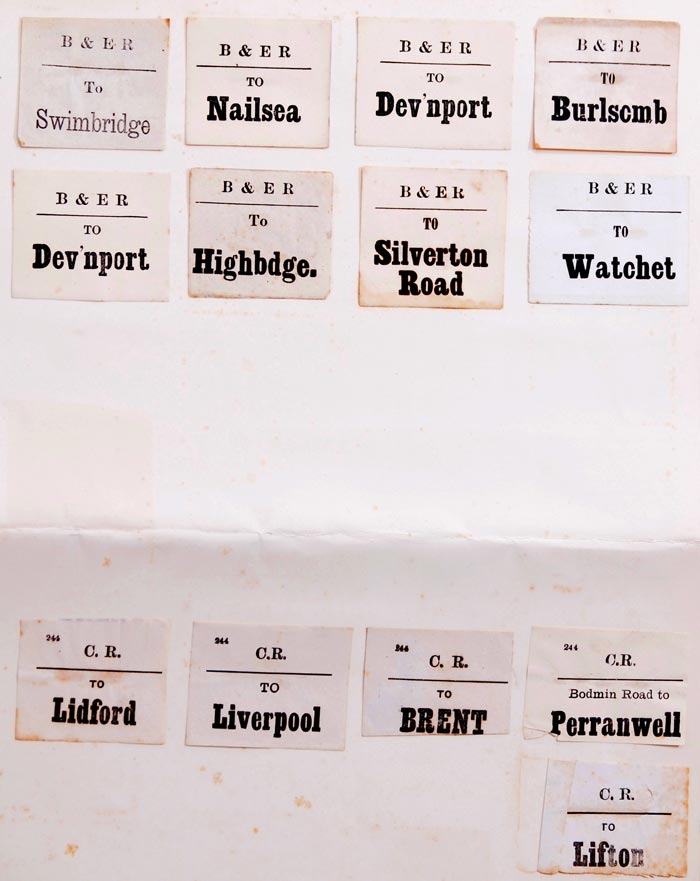 B & E R
To
Swimbridge
B & E R
TO
Nailsea
B & E R
TO
Dev'nport
B & E R
TO
Burlscmb
B & E R
TO
Dev'nport
B & E R
To
Highbdge.
B & E R
TO
Silverton
Road
B & E R
TO
Watchet
244
C. R.
TO
Lidford
244
C.R.
TO
Liverpool
244
C. R.
TO
BRENT
244
C.R.
Bodmin Road to
Perranwell
C. R.
TO
Lifton